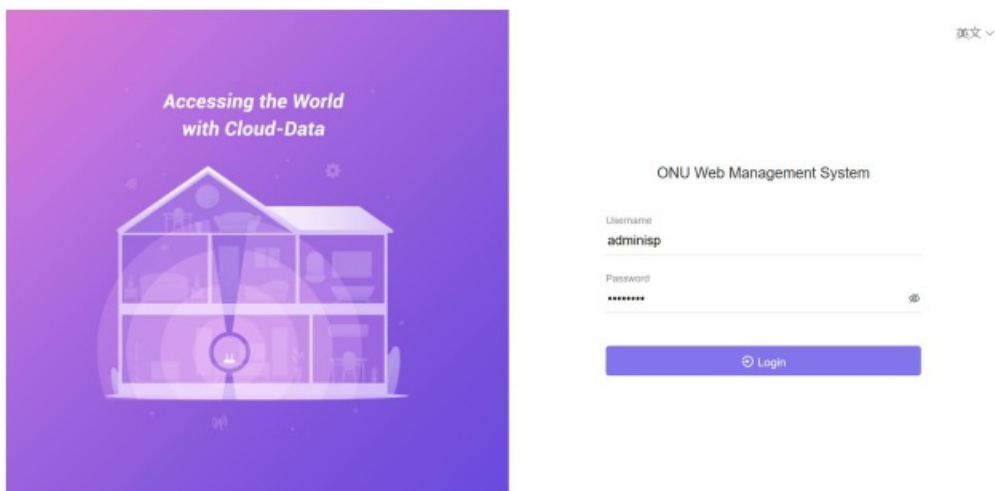 Accessing the World
with Cloud-Data
英文
ONU Web Management System
Username
adminisp
Password
••••••••
Login